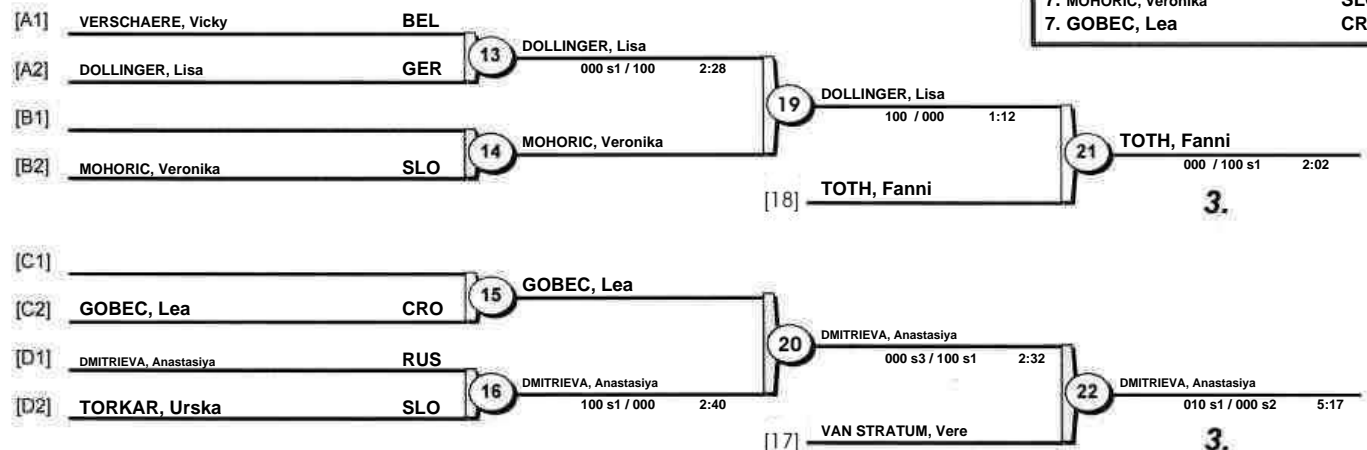 7. MOHORIC, Veronika
7. GOBEC, Lea
[A1] VERSCHAERE, Vicky BEL
[A2] DOLLINGER, Lisa GER
13
DOLLINGER, Lisa
000 s1 / 100 2:28
[B1]
[B2] MOHORIC, Veronika SLO
14
MOHORIC, Veronika
19
DOLLINGER, Lisa
100 / 000 1:12
[18] TOTH, Fanni
21
TOTH, Fanni
000 / 100 s1 2:02
3.
[C1]
[C2] GOBEC, Lea CRO
15
GOBEC, Lea
[D1] DMITRIEVA, Anastasiya RUS
[D2] TORKAR, Urska SLO
16
DMITRIEVA, Anastasiya
100 s1 / 000 2:40
20
DMITRIEVA, Anastasiya
000 s3 / 100 s1 2:32
[17] VAN STRATUM, Vere
22
DMITRIEVA, Anastasiya
010 s1 / 000 s2 5:17
3.